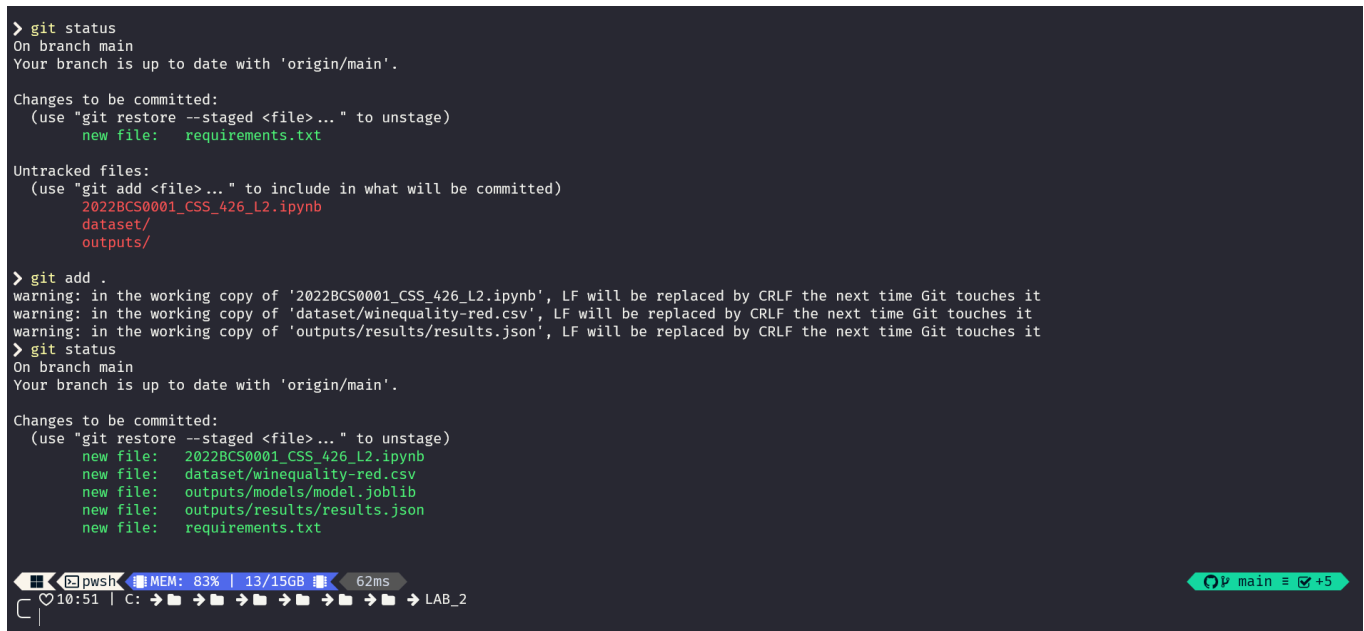 ❯ git status
On branch main
Your branch is up to date with 'origin/main'.
Changes to be committed:
  (use "git restore --staged <file>..." to unstage)
        new file:   requirements.txt
Untracked files:
  (use "git add <file>..." to include in what will be committed)
        2022BCS0001_CSS_426_L2.ipynb
        dataset/
        outputs/
❯ git add .
warning: in the working copy of '2022BCS0001_CSS_426_L2.ipynb', LF will be replaced by CRLF the next time Git touches it
warning: in the working copy of 'dataset/winequality-red.csv', LF will be replaced by CRLF the next time Git touches it
warning: in the working copy of 'outputs/results/results.json', LF will be replaced by CRLF the next time Git touches it
❯ git status
On branch main
Your branch is up to date with 'origin/main'.
Changes to be committed:
  (use "git restore --staged <file>..." to unstage)
        new file:   2022BCS0001_CSS_426_L2.ipynb
        new file:   dataset/winequality-red.csv
        new file:   outputs/models/model.joblib
        new file:   outputs/results/results.json
        new file:   requirements.txt
pwsh MEM: 83% | 13/15GB 62ms main ≡ +5
10:51 | C: → → → → → → → LAB_2